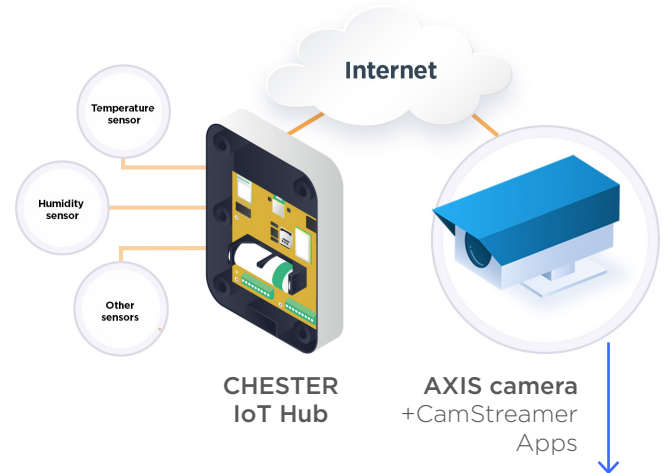 Internet
Temperature
sensor
Humidity
sensor
Other
sensors
CHESTER
IoT Hub
AXIS camera
+CamStreamer
Apps